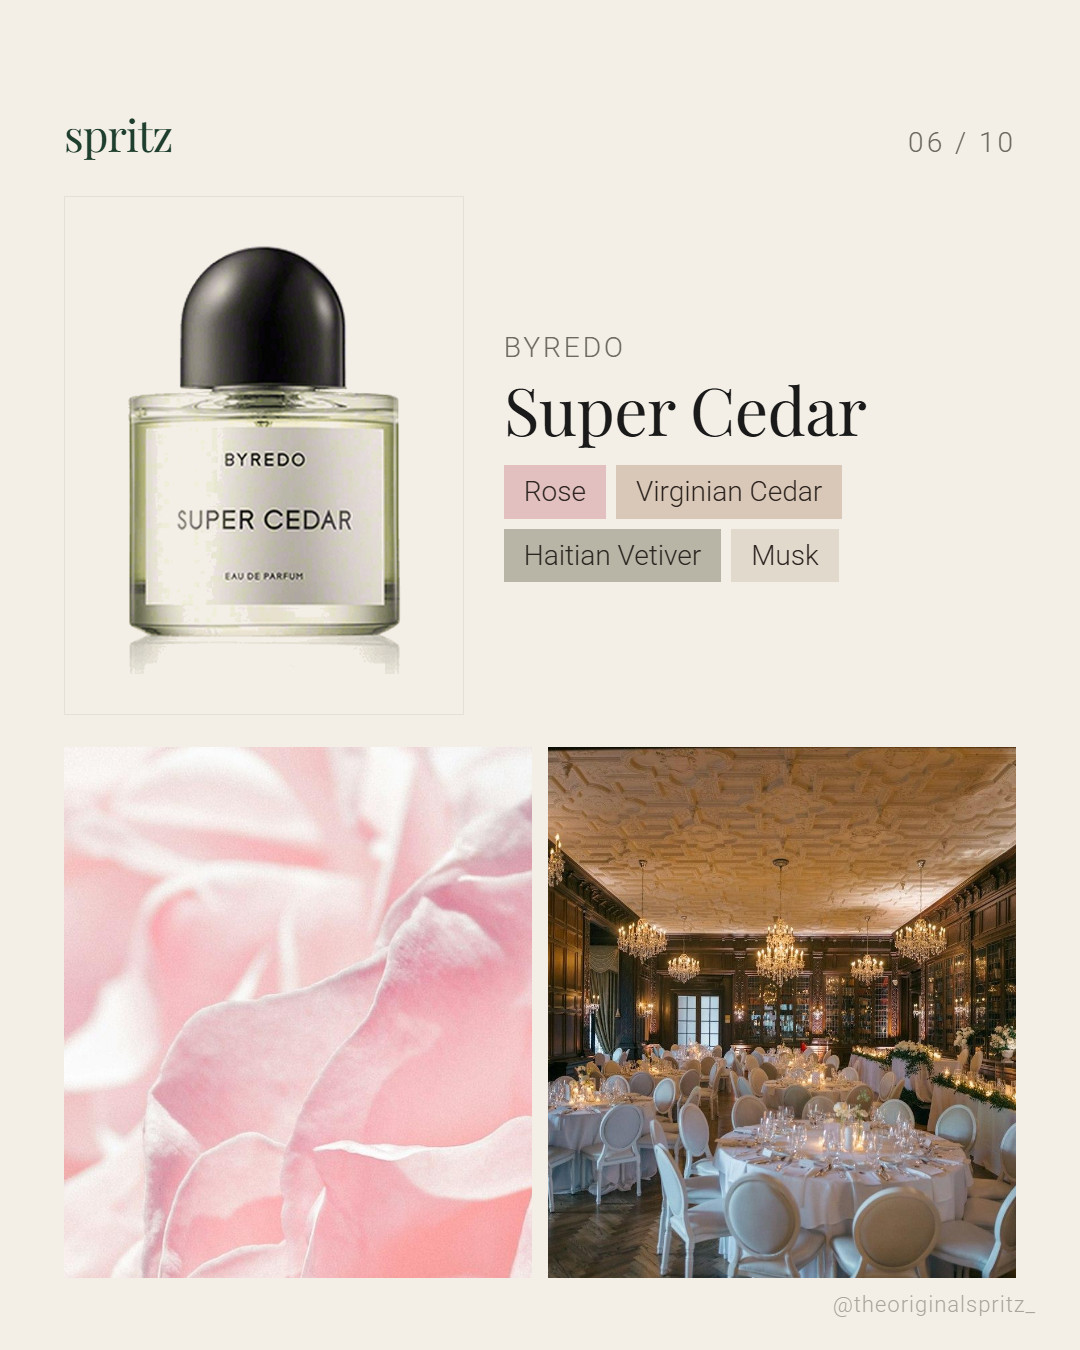 spritz
06 / 10
BYREDO
SUPER CEDAR
EAU DE PARFUM
BYREDO
Super Cedar
Rose
Virginian Cedar
Haitian Vetiver
Musk
@theoriginalspritz_